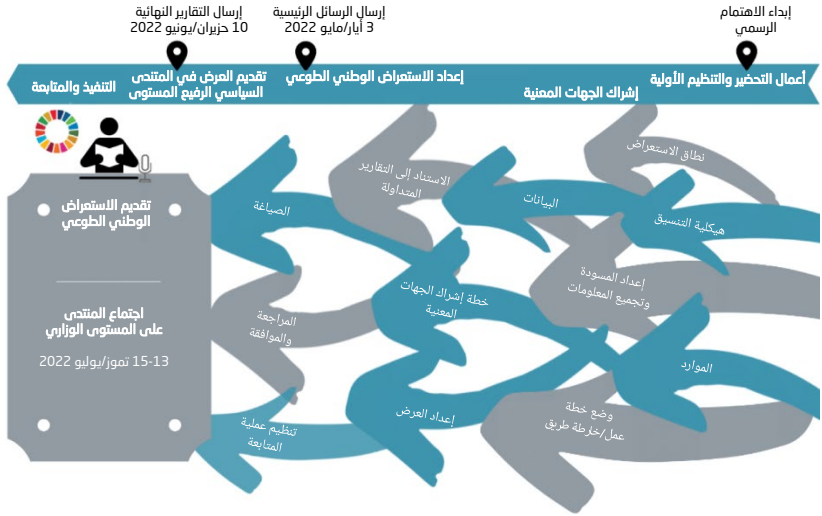 إبداء الاهتمام
الرسمي
إرسال الرسائل الرئيسية
3 أيار/مايو 2022
إرسال التقارير النهائية
10 حزيران/يونيو 2022
أعمال التحضير والتنظيم الأولية
إشراك الجهات المعنية
إعداد الاستعراض الوطني الطوعي
تقديم العرض في المنتدى
السياسي الرفيع المستوى
التنفيذ والمتابعة
نطاق الاستعراض
هيكلية التنسيق
الموارد
البيانات
إعداد المسودة
وتجميع المعلومات
وضع خطة
عمل/خارطة طريق
الاستناد إلى التقارير
المتداولة
خطة إشراك الجهات
المعنية
إعداد العرض
الصياغة
المراجعة
والموافقة
تنظيم عملية
المتابعة
تقديم الاستعراض
الوطني الطوعي
اجتماع المنتدى
على المستوى الوزاري
13-15 تموز/يوليو 2022